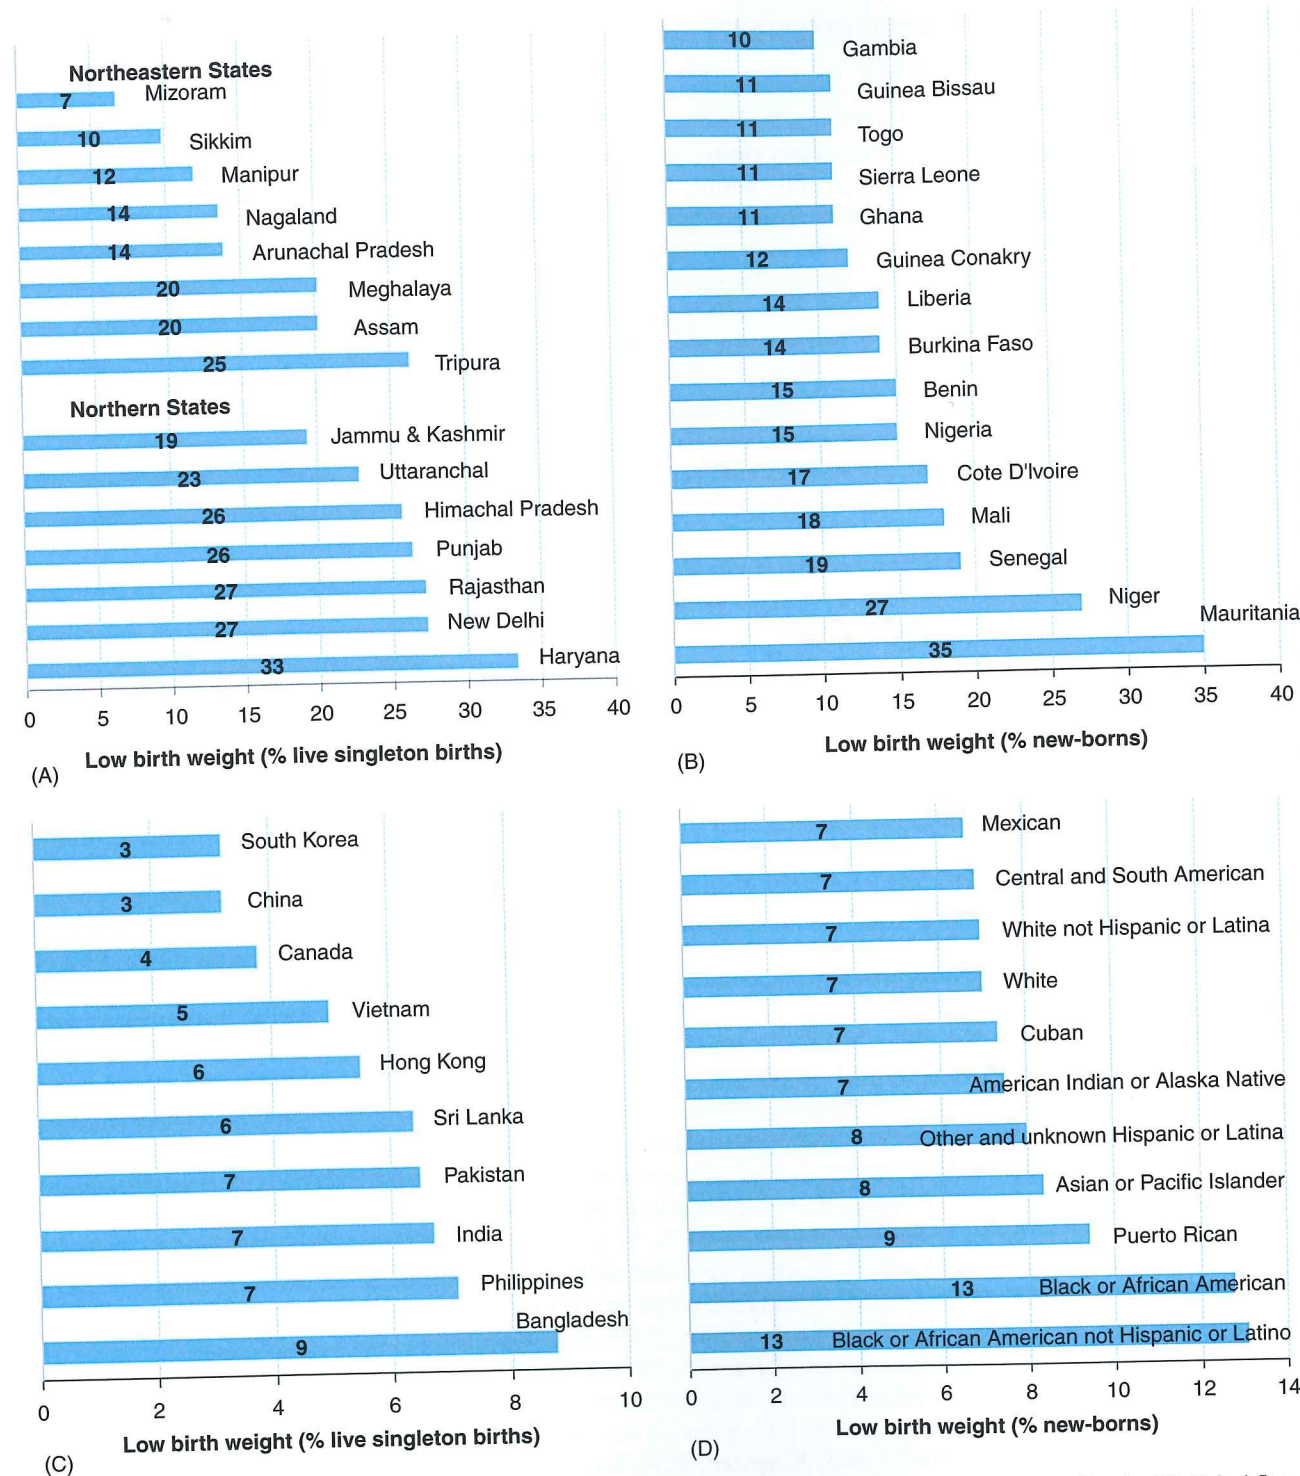 Northeastern States
7 Mizoram
10 Sikkim
12 Manipur
14 Nagaland
14 Arunachal Pradesh
20 Meghalaya
20 Assam
25 Tripura
Northern States
19 Jammu & Kashmir
23 Uttaranchal
26 Himachal Pradesh
26 Punjab
27 Rajasthan
27 New Delhi
33 Haryana
0 5 10 15 20 25 30 35 40
Low birth weight (% live singleton births)
(A)
10 Gambia
11 Guinea Bissau
11 Togo
11 Sierra Leone
11 Ghana
12 Guinea Conakry
14 Liberia
14 Burkina Faso
15 Benin
15 Nigeria
17 Cote D'Ivoire
18 Mali
19 Senegal
27 Niger
35 Mauritania
0 5 10 15 20 25 30 35 40
Low birth weight (% new-borns)
(B)
3 South Korea
3 China
4 Canada
5 Vietnam
6 Hong Kong
6 Sri Lanka
7 Pakistan
7 India
7 Philippines
9 Bangladesh
0 2 4 6 8 10
Low birth weight (% live singleton births)
(C)
7 Mexican
7 Central and South American
7 White not Hispanic or Latina
7 White
7 Cuban
7 American Indian or Alaska Native
8 Other and unknown Hispanic or Latina
8 Asian or Pacific Islander
9 Puerto Rican
13 Black or African American
13 Black or African American not Hispanic or Latino
0 2 4 6 8 10 12 14
Low birth weight (% new-borns)
(D)